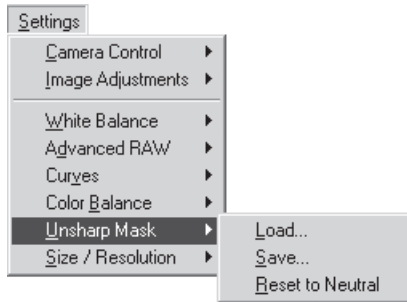 Settings
Camera Control
Image Adjustments
White Balance
Advanced RAW
Curves
Color Balance
Unsharp Mask
Size / Resolution
Load...
Save...
Reset to Neutral